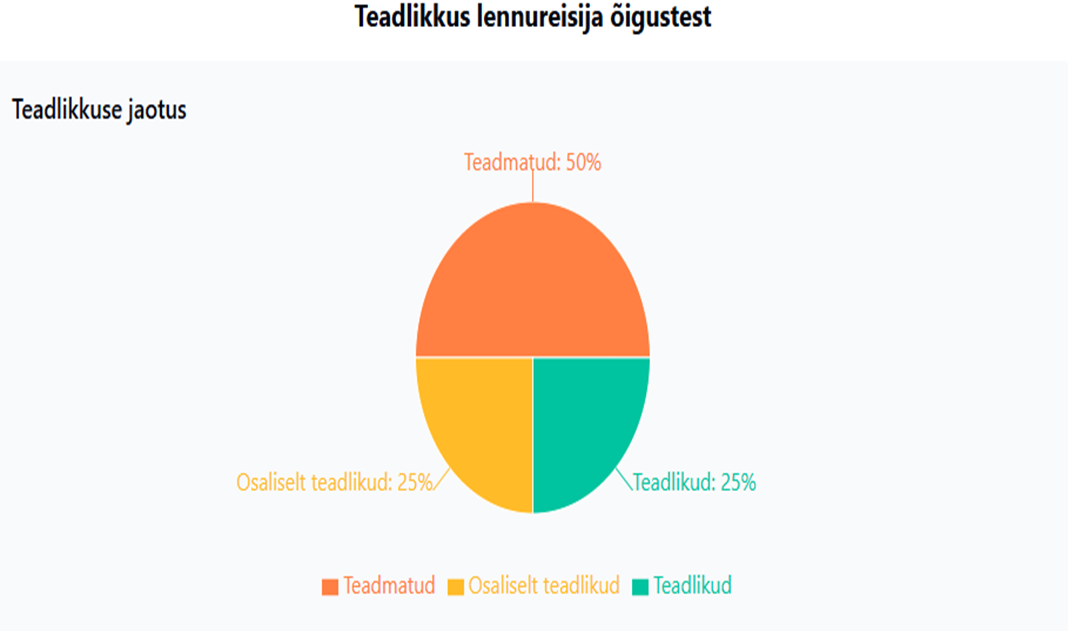 Teadlikkus lennureisija õigustest
Teadlikkuse jaotus
Teadmatud: 50%
Osaliselt teadlikud: 25%
Teadlikud: 25%
Teadmatud Osaliselt teadlikud Teadlikud